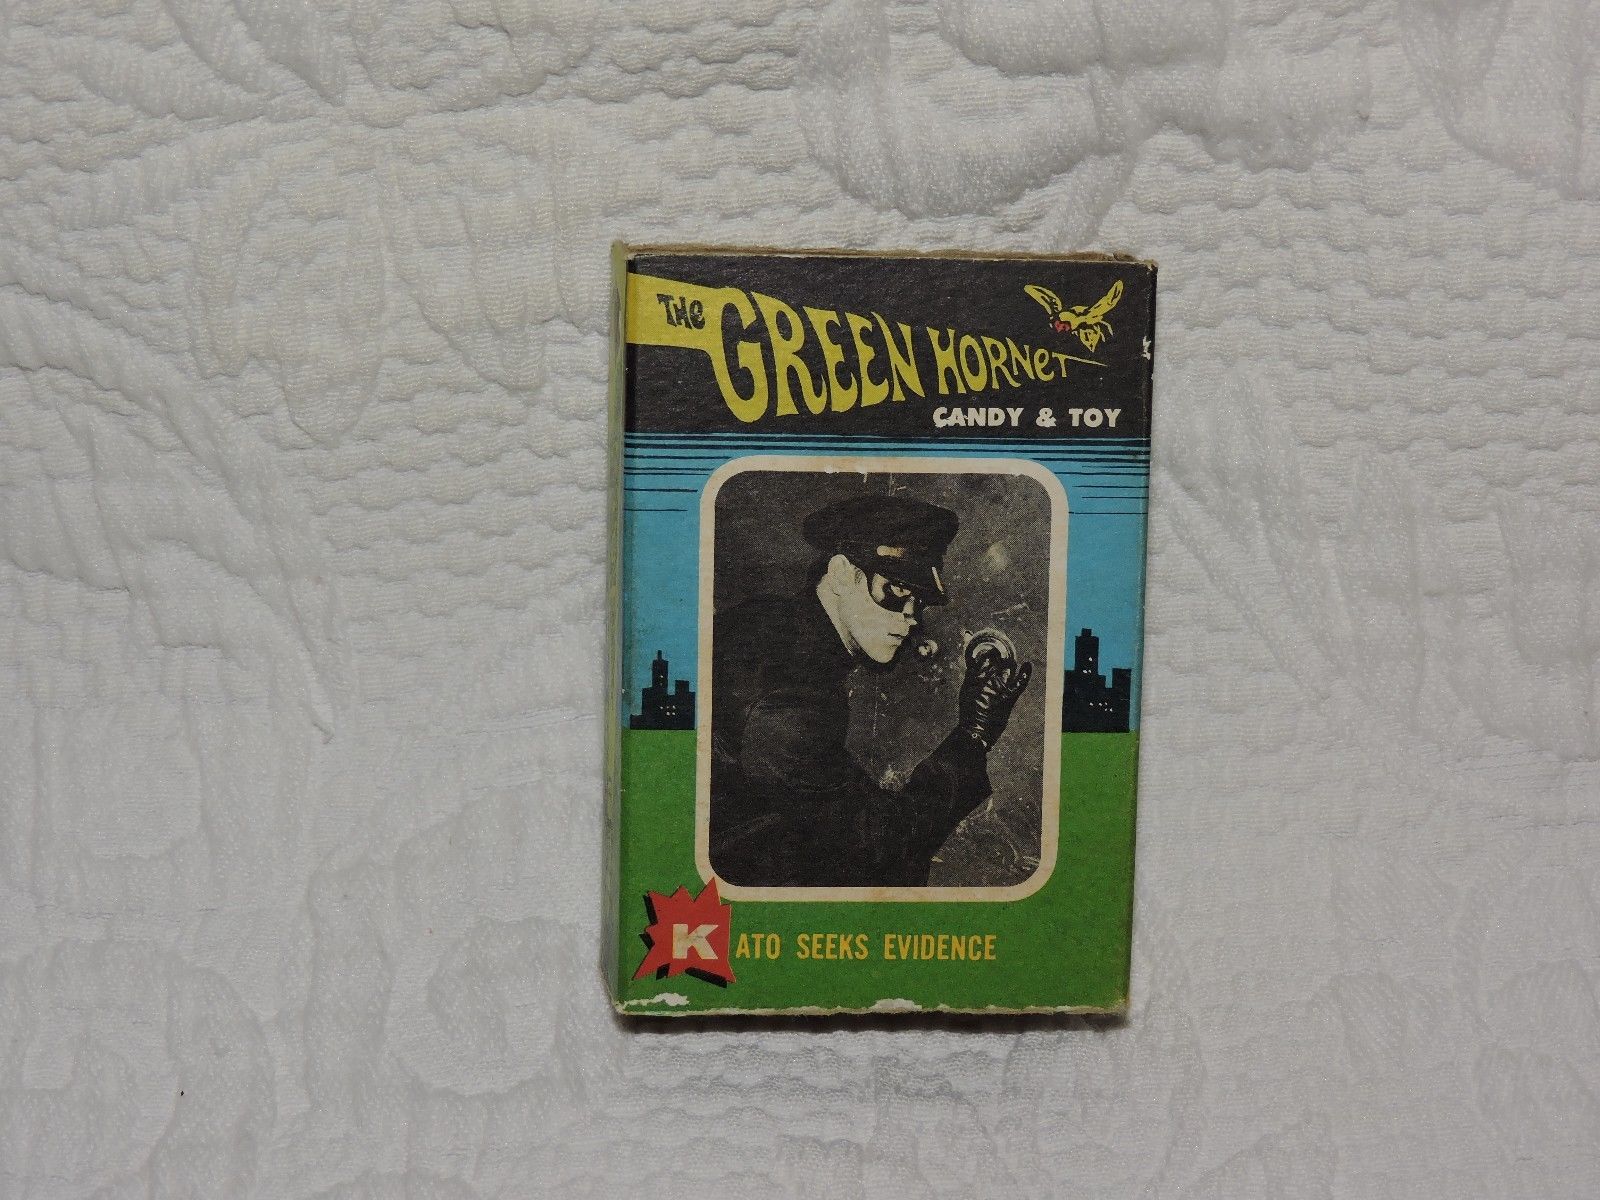 THE GREEN HORNET
CANDY & TOY
KATO SEEKS EVIDENCE